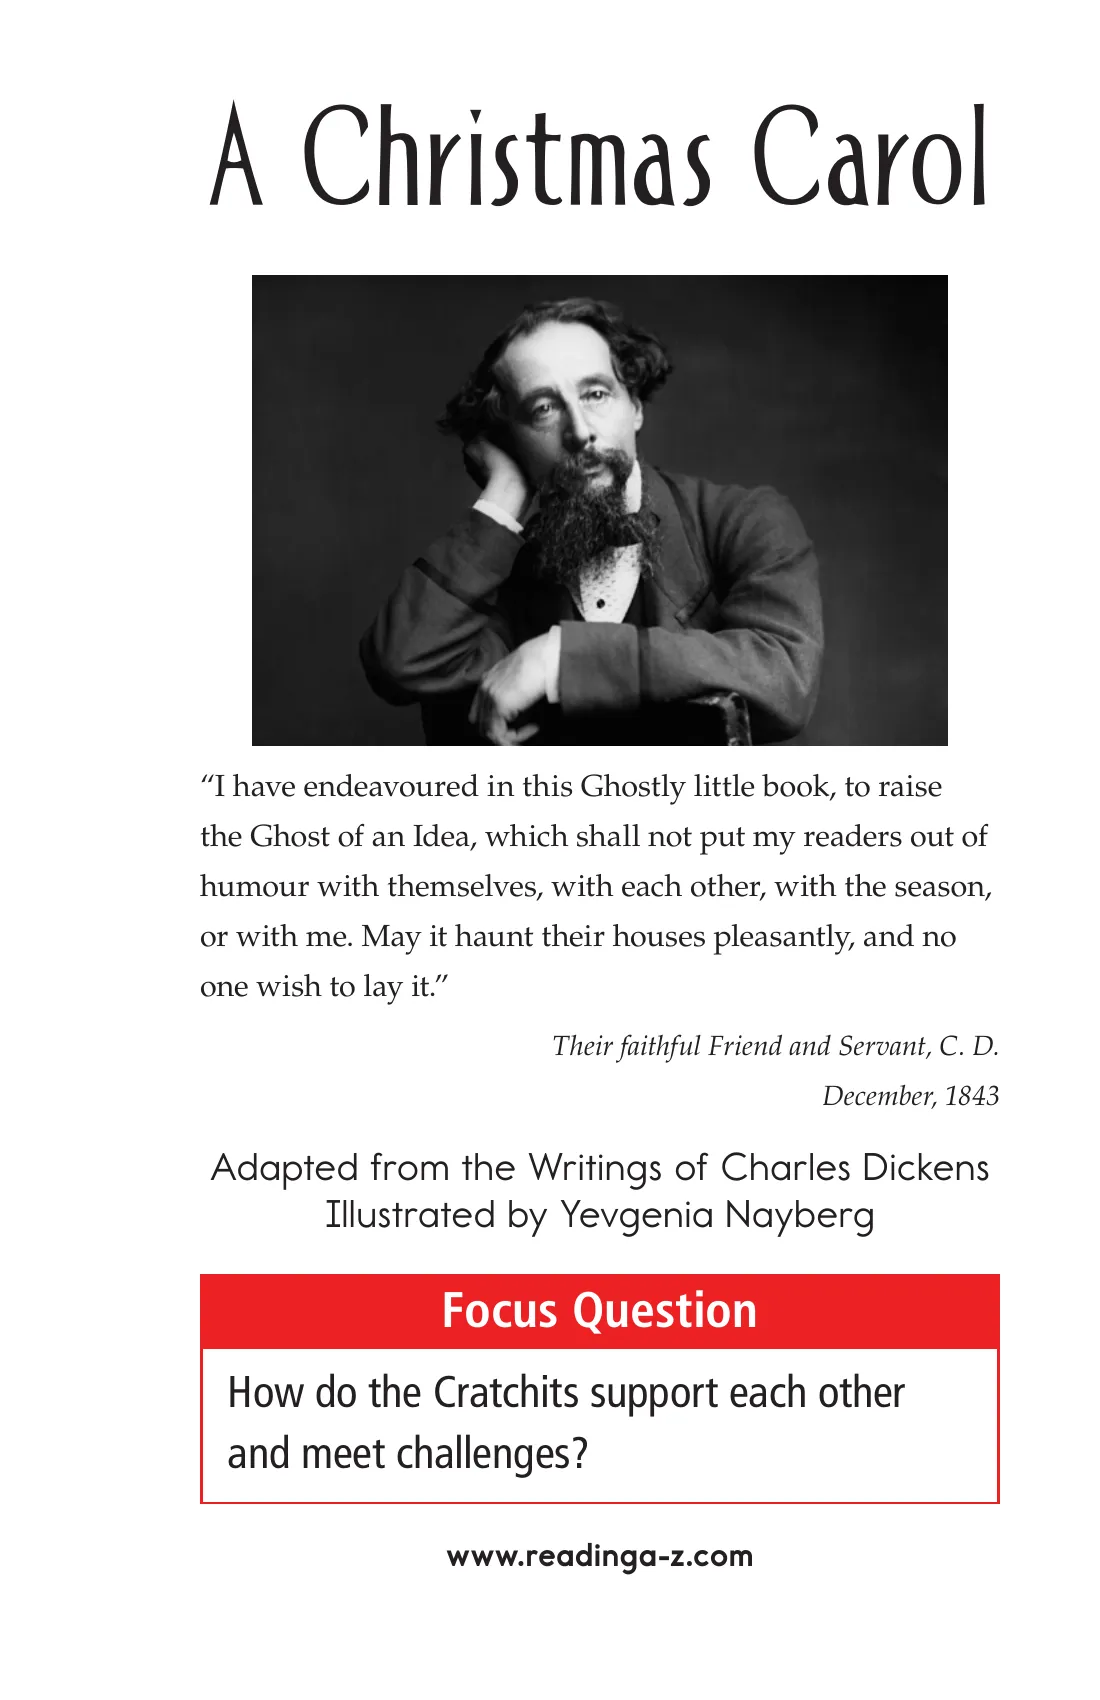 A Christmas Carol
“I have endeavoured in this Ghostly little book, to raise
the Ghost of an Idea, which shall not put my readers out of
humour with themselves, with each other, with the season,
or with me. May it haunt their houses pleasantly, and no
one wish to lay it.”
Their faithful Friend and Servant, C. D.
December, 1843
Adapted from the Writings of Charles Dickens
Illustrated by Yevgenia Nayberg
Focus Question
How do the Cratchits support each other
and meet challenges?
www.readinga-z.com